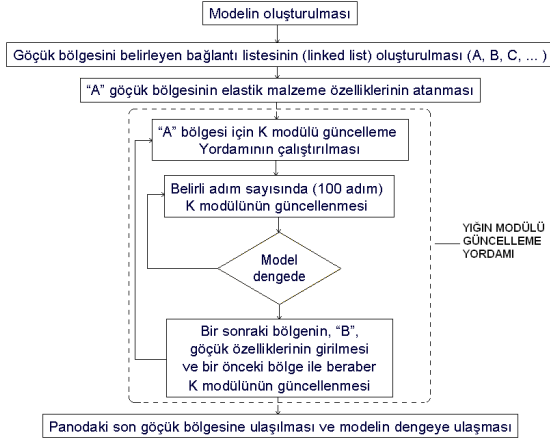 Modelin oluşturulması
Göçük bölgesini belirleyen bağlantı listesinin (linked list) oluşturulması (A, B, C, ... )
“A” göçük bölgesinin elastik malzeme özelliklerinin atanması
“A” bölgesi için K modülü güncelleme
Yordamının çalıştırılması
Belirli adım sayısında (100 adım)
K modülünün güncellenmesi
Model
dengede
YIĞIN MODÜLÜ
GÜNCELLEME
YORDAMI
Bir sonraki bölgenin, “B”,
göçük özelliklerinin girilmesi
ve bir önceki bölge ile beraber
K modülünün güncellenmesi
Panodaki son göçük bölgesine ulaşılması ve modelin dengeye ulaşması